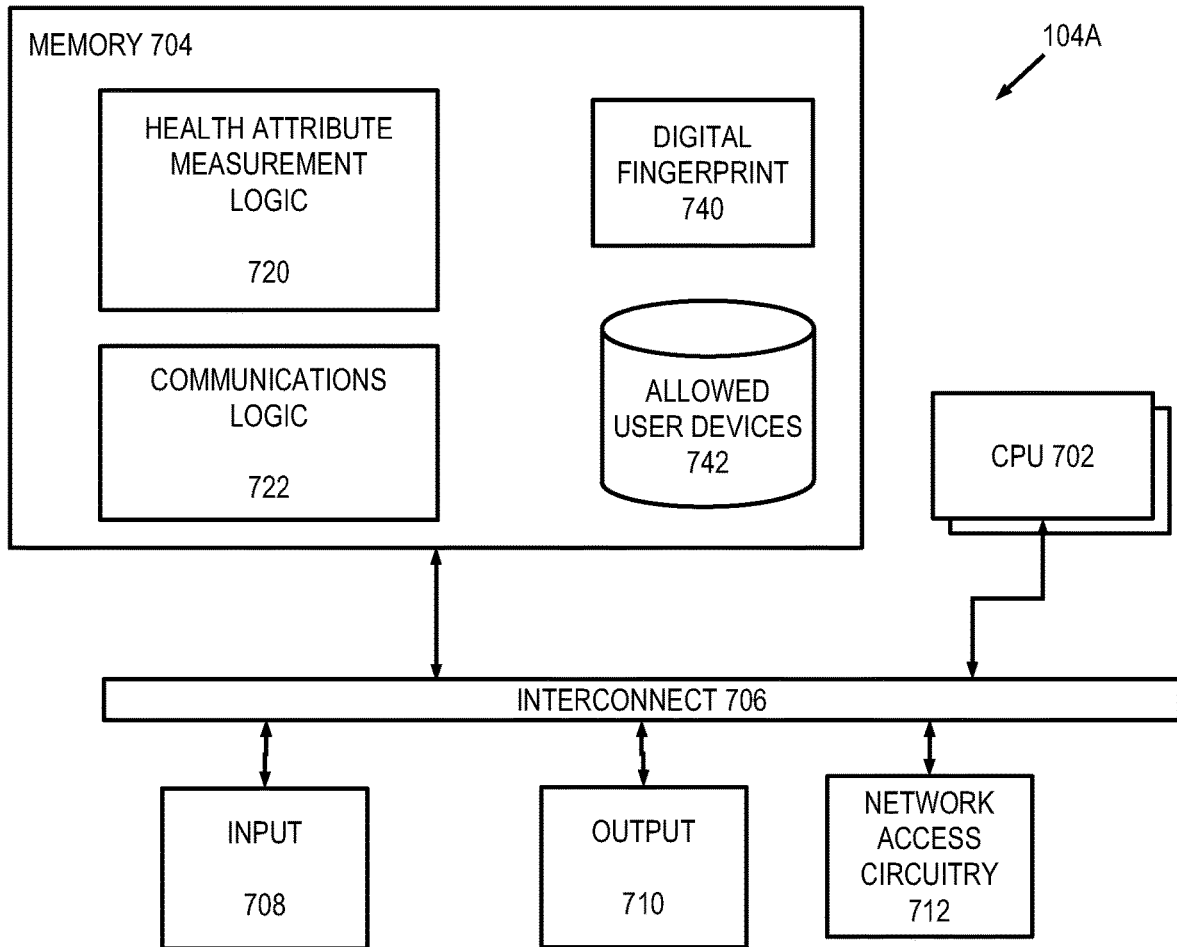 MEMORY 704
104A
HEALTH ATTRIBUTE
MEASUREMENT
LOGIC
720
DIGITAL
FINGERPRINT
740
COMMUNICATIONS
LOGIC
722
ALLOWED
USER DEVICES
742
CPU 702
INTERCONNECT 706
INPUT
708
OUTPUT
710
NETWORK
ACCESS
CIRCUITRY
712